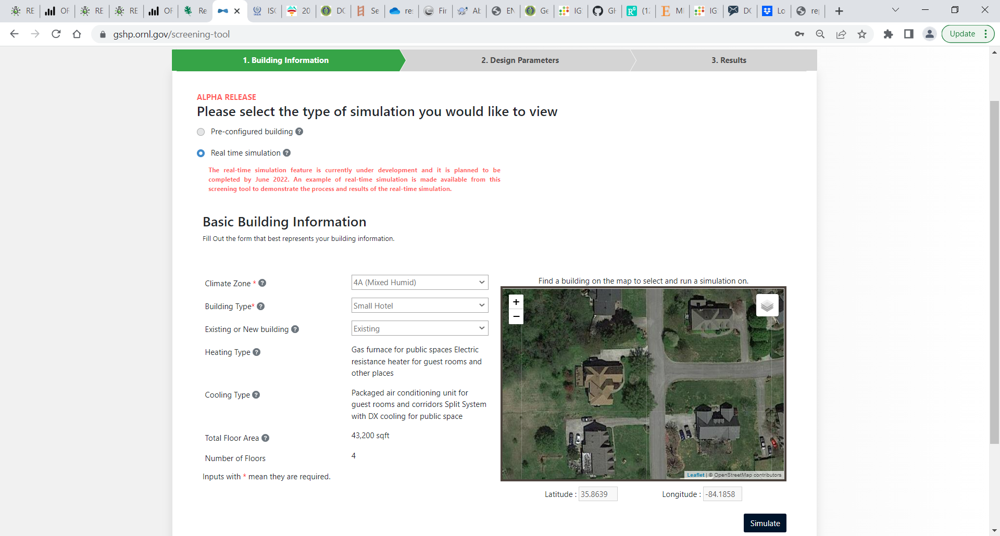 RE
OF
RE
RE
OF
Re
ISC
20
DC
Se
re:
Fir
Ab
EN
Ge
IG
GH
(12
MI
IG
DC
Lo
re
gshp.ornl.gov/screening-tool
Update
1. Building Information
2. Design Parameters
3. Results
ALPHA RELEASE
Please select the type of simulation you would like to view
Pre-configured building
Real time simulation
The real-time simulation feature is currently under development and it is planned to be
completed by June 2022. An example of real-time simulation is made available from this
screening tool to demonstrate the process and results of the real-time simulation.
Basic Building Information
Fill Out the form that best represents your building information.
Climate Zone *
4A (Mixed Humid)
Building Type*
Small Hotel
Existing or New building
Existing
Heating Type
Gas furnace for public spaces Electric
resistance heater for guest rooms and
other places
Cooling Type
Packaged air conditioning unit for
guest rooms and corridors Split System
with DX cooling for public space
Total Floor Area
43,200 sqft
Number of Floors
4
Inputs with * mean they are required.
Find a building on the map to select and run a simulation on.
+
−
Leaflet | © OpenStreetMap contributors
Latitude : 35.8639
Longitude : -84.1858
Simulate